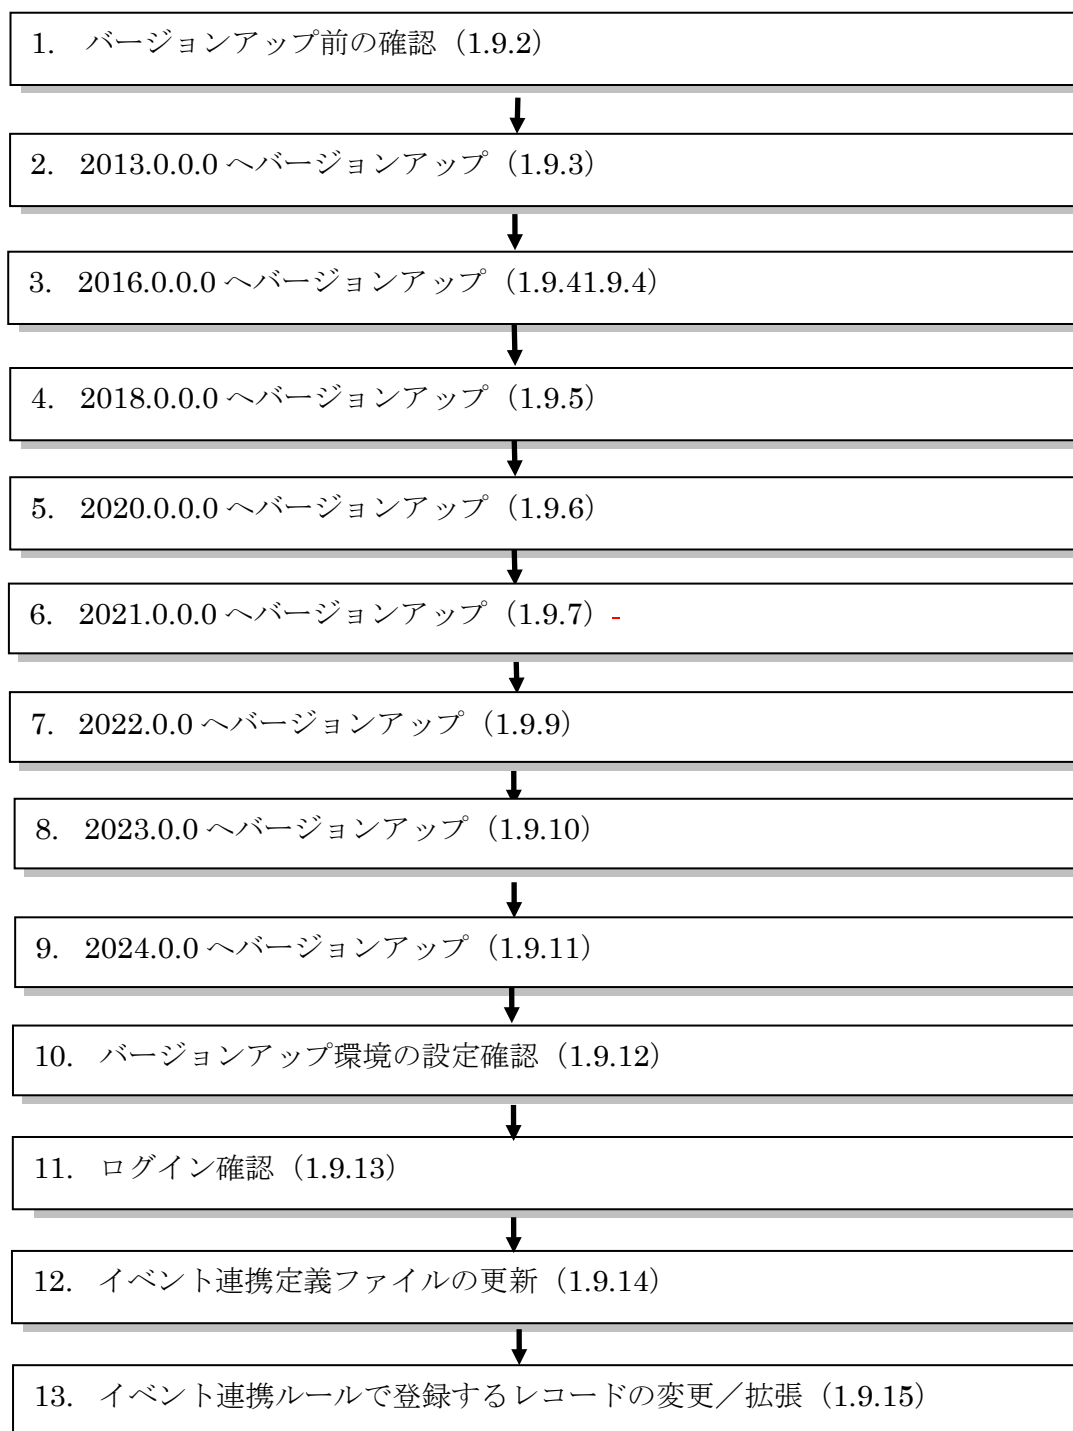 1. バージョンアップ前の確認（1.9.2）
2. 2013.0.0.0 へバージョンアップ（1.9.3）
3. 2016.0.0.0 へバージョンアップ（1.9.41.9.4）
4. 2018.0.0.0 へバージョンアップ（1.9.5）
5. 2020.0.0.0 へバージョンアップ（1.9.6）
6. 2021.0.0.0 へバージョンアップ（1.9.7） -
7. 2022.0.0 へバージョンアップ（1.9.9）
8. 2023.0.0 へバージョンアップ（1.9.10）
9. 2024.0.0 へバージョンアップ（1.9.11）
10. バージョンアップ環境の設定確認（1.9.12）
11. ログイン確認（1.9.13）
12. イベント連携定義ファイルの更新（1.9.14）
13. イベント連携ルールで登録するレコードの変更／拡張（1.9.15）